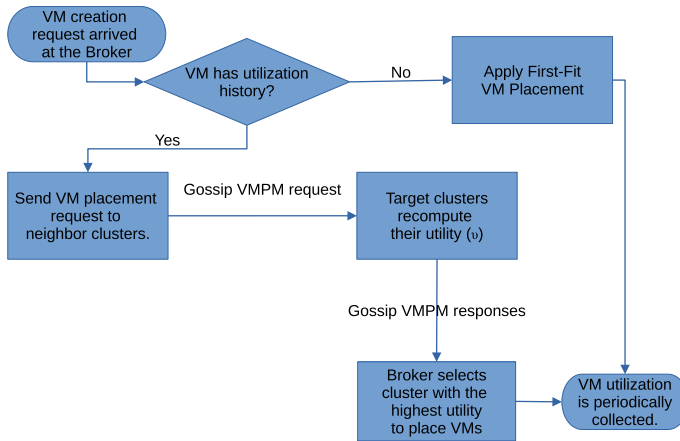 VM creation
request arrived
at the Broker
VM has utilization
history?
No
Apply First-Fit
VM Placement
Yes
Send VM placement
request to
neighbor clusters.
Gossip VMPM request
Target clusters
recompute
their utility (υ)
Gossip VMPM responses
Broker selects
cluster with the
highest utility
to place VMs
VM utilization
is periodically
collected.